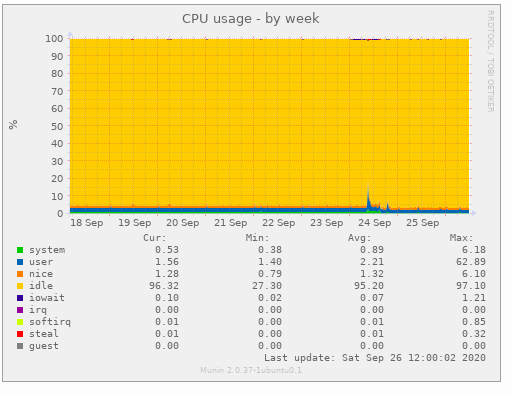 CPU usage - by week
RRDTOOL / TOBI OETIKER
%
100
90
80
70
60
50
40
30
20
10
0
18 Sep 19 Sep 20 Sep 21 Sep 22 Sep 23 Sep 24 Sep 25 Sep
Cur: Min: Avg: Max:
system 0.53 0.38 0.89 6.18
user 1.56 1.40 2.21 62.89
nice 1.28 0.79 1.32 6.10
idle 96.32 27.30 95.20 97.10
iowait 0.10 0.02 0.07 1.21
irq 0.00 0.00 0.00 0.00
softirq 0.01 0.00 0.01 0.85
steal 0.01 0.00 0.01 0.32
guest 0.00 0.00 0.00 0.00
Last update: Sat Sep 26 12:00:02 2020
Munin 2.0.37-1ubuntu0.1